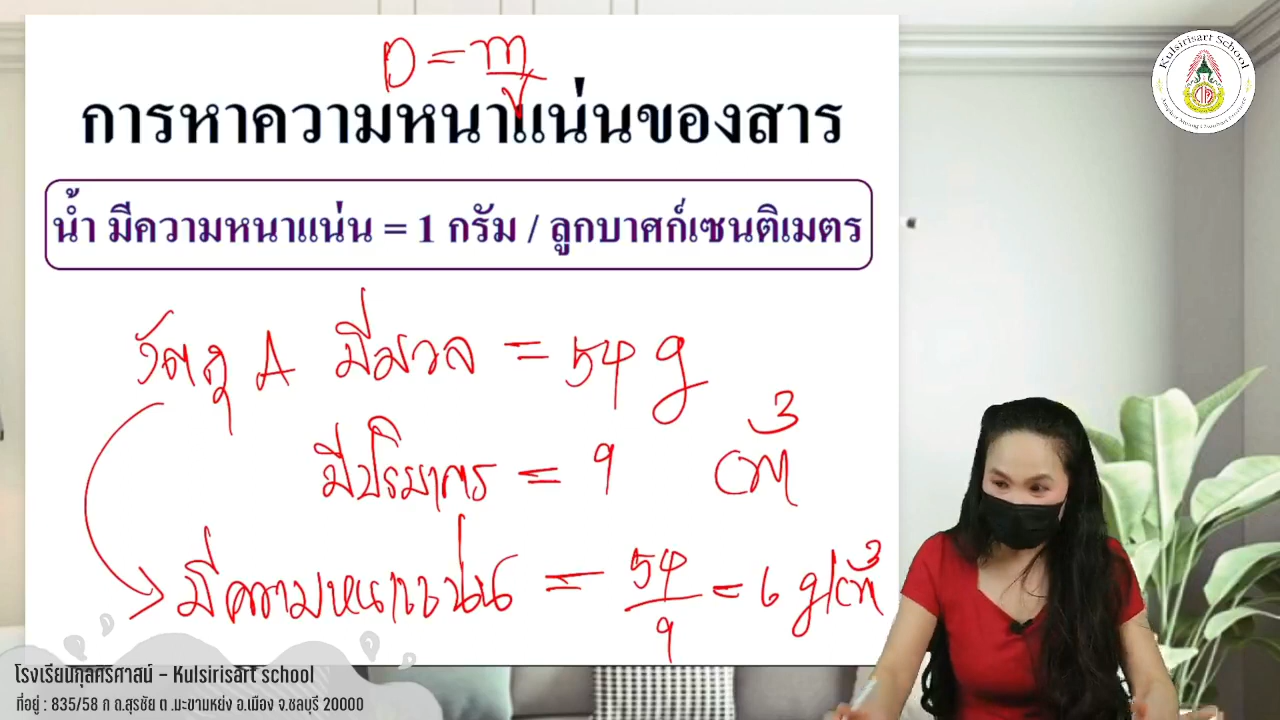 D = m/v
การหาความหนาแน่นของสาร
น้ำ มีความหนาแน่น = 1 กรัม / ลูกบาศก์เซนติเมตร
วัตถุ A มีมวล = 54 g
มีปริมาตร = 9 cm³
มีความหนาแน่น = 54/9 = 6 g/cm³
Kulsirisart School
โรงเรียนกุลศิริศาสน์ - Kulsirisart school
ที่อยู่ : 835/58 ก ถ.สุรชัย ต .มะขามหย่ง อ.เมือง จ.ชลบุรี 20000